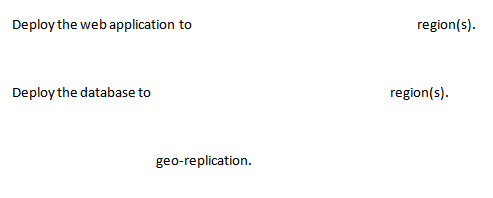 Deploy the web application to region(s).
Deploy the database to region(s).
geo-replication.